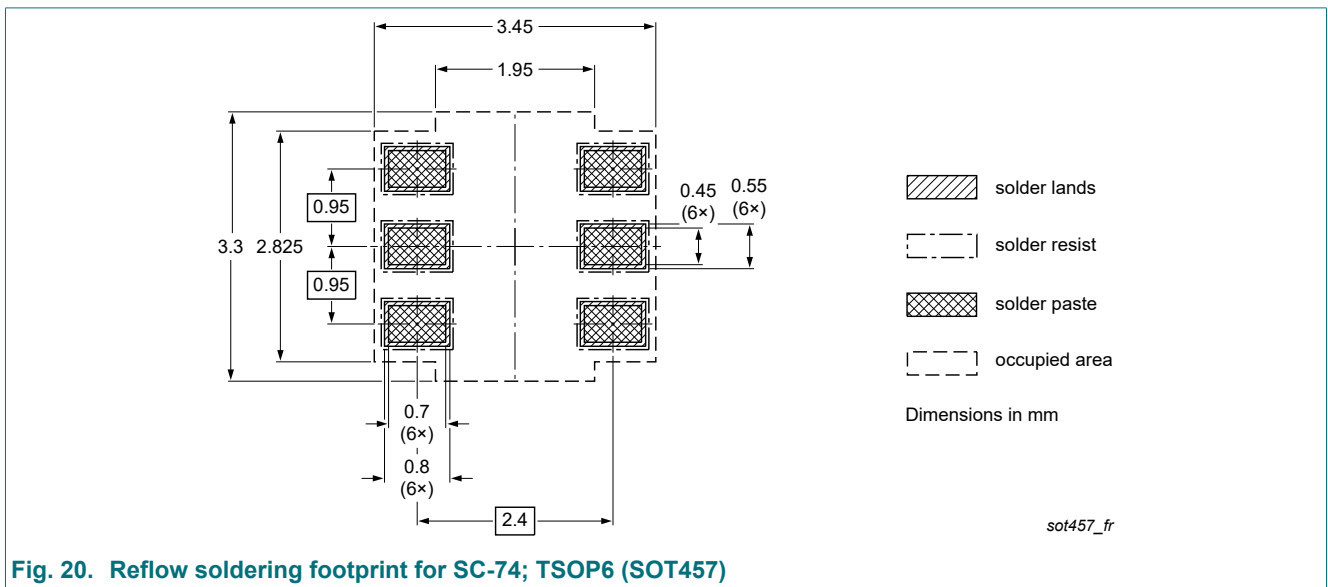 3.45
1.95
0.95
3.3 2.825
0.95
0.45
(6×)
0.55
(6×)
0.7
(6×)
0.8
(6×)
2.4
solder lands
solder resist
solder paste
occupied area
Dimensions in mm
sot457_fr
Fig. 20. Reflow soldering footprint for SC-74; TSOP6 (SOT457)